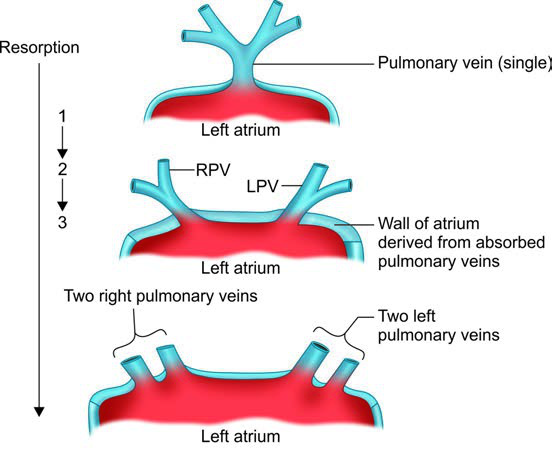 Resorption
Pulmonary vein (single)
Left atrium
1
2
3
RPV
LPV
Wall of atrium
derived from absorbed
pulmonary veins
Left atrium
Two right pulmonary veins
Two left
pulmonary veins
Left atrium